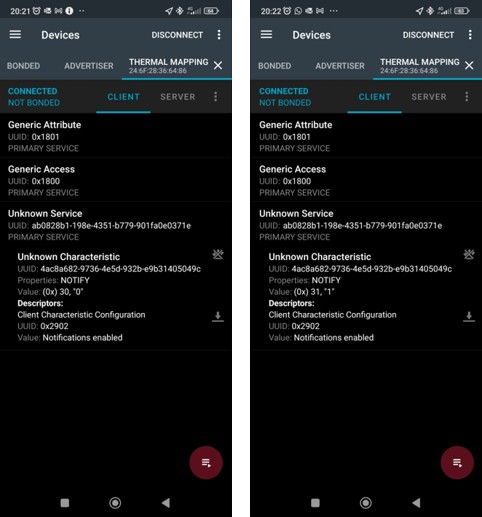 20:21
Devices
DISCONNECT
BONDED
ADVERTISER
THERMAL MAPPING
24:6F:28:36:64:86
CONNECTED
NOT BONDED
CLIENT
SERVER
Generic Attribute
UUID: 0x1801
PRIMARY SERVICE
Generic Access
UUID: 0x1800
PRIMARY SERVICE
Unknown Service
UUID: ab0828b1-198e-4351-b779-901fa0e0371e
PRIMARY SERVICE
Unknown Characteristic
UUID: 4ac8a682-9736-4e5d-932b-e9b31405049c
Properties: NOTIFY
Value: (0x) 30, "0"
Descriptors:
Client Characteristic Configuration
UUID: 0x2902
Value: Notifications enabled
20:22
Devices
DISCONNECT
BONDED
ADVERTISER
THERMAL MAPPING
24:6F:28:36:64:86
CONNECTED
NOT BONDED
CLIENT
SERVER
Generic Attribute
UUID: 0x1801
PRIMARY SERVICE
Generic Access
UUID: 0x1800
PRIMARY SERVICE
Unknown Service
UUID: ab0828b1-198e-4351-b779-901fa0e0371e
PRIMARY SERVICE
Unknown Characteristic
UUID: 4ac8a682-9736-4e5d-932b-e9b31405049c
Properties: NOTIFY
Value: (0x) 31, "1"
Descriptors:
Client Characteristic Configuration
UUID: 0x2902
Value: Notifications enabled